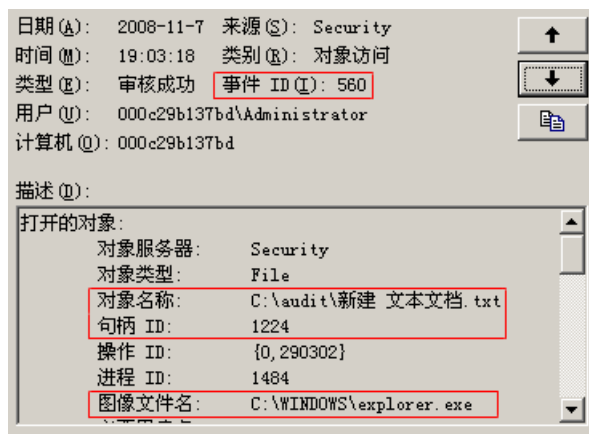 日期(A): 2008-11-7 来源(S): Security
时间(M): 19:03:18 类别(R): 对象访问
类型(E): 审核成功 事件 ID(I): 560
用户(U): 000c29b137bd\Administrator
计算机(O): 000c29b137bd
描述(D):
打开的对象:
对象服务器: Security
对象类型: File
对象名称: C:\audit\新建 文本文档.txt
句柄 ID: 1224
操作 ID: {0,290302}
进程 ID: 1484
图像文件名: C:\WINDOWS\explorer.exe